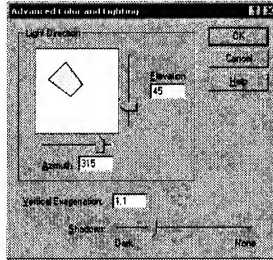 Advanced Color and Lighting
Light Direction
OK
Cancel
Help
Elevation
45
Azimuth: 315
Vertical Exageration: 1.1
Shadows:
Dark None